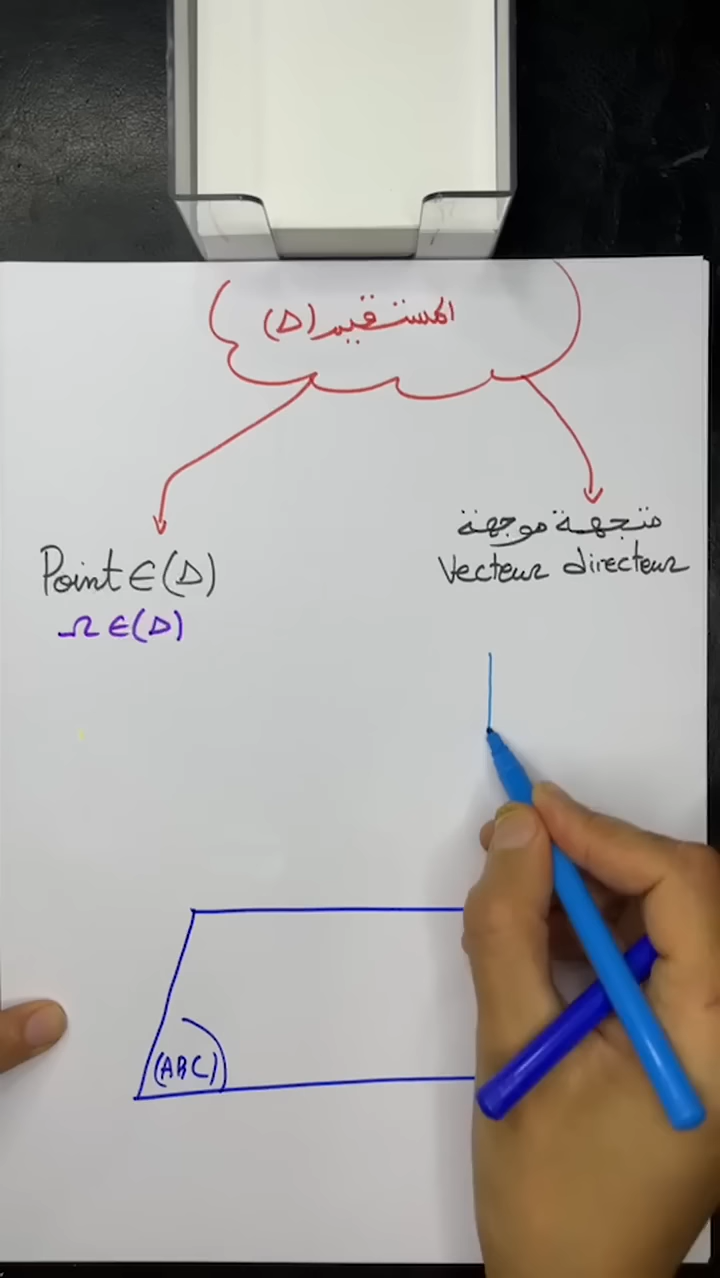 المستقيم (Δ)
Point ∈ (Δ)
Ω ∈ (Δ)
متجهة موجهة
Vecteur directeur
(ABC)